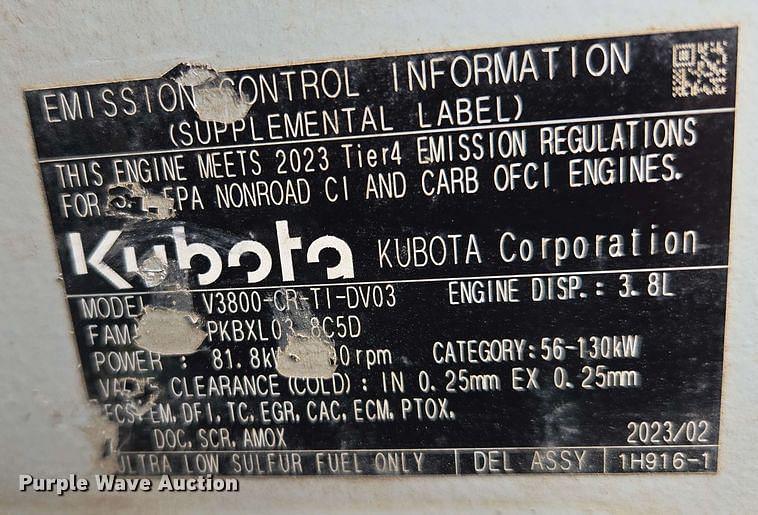 EMISSION CONTROL INFORMATION
(SUPPLEMENTAL LABEL)
THIS ENGINE MEETS 2023 Tier4 EMISSION REGULATIONS
FOR EPA NONROAD CI AND CARB OFCI ENGINES.
Kubota KUBOTA Corporation
MODEL V3800-CR-TI-DV03 ENGINE DISP.: 3.8L
POWER : 81.8 rpm CATEGORY:56-130kW
CLEARANCE (COLD) : IN 0.25mm EX 0.25mm
EM, DFI, TC, EGR, CAC, ECM, PTOX,
DOC, SCR, AMOX 2023/02
ULTRA LOW SULFUR FUEL ONLY DEL ASSY 1H916-1
Purple Wave Auction